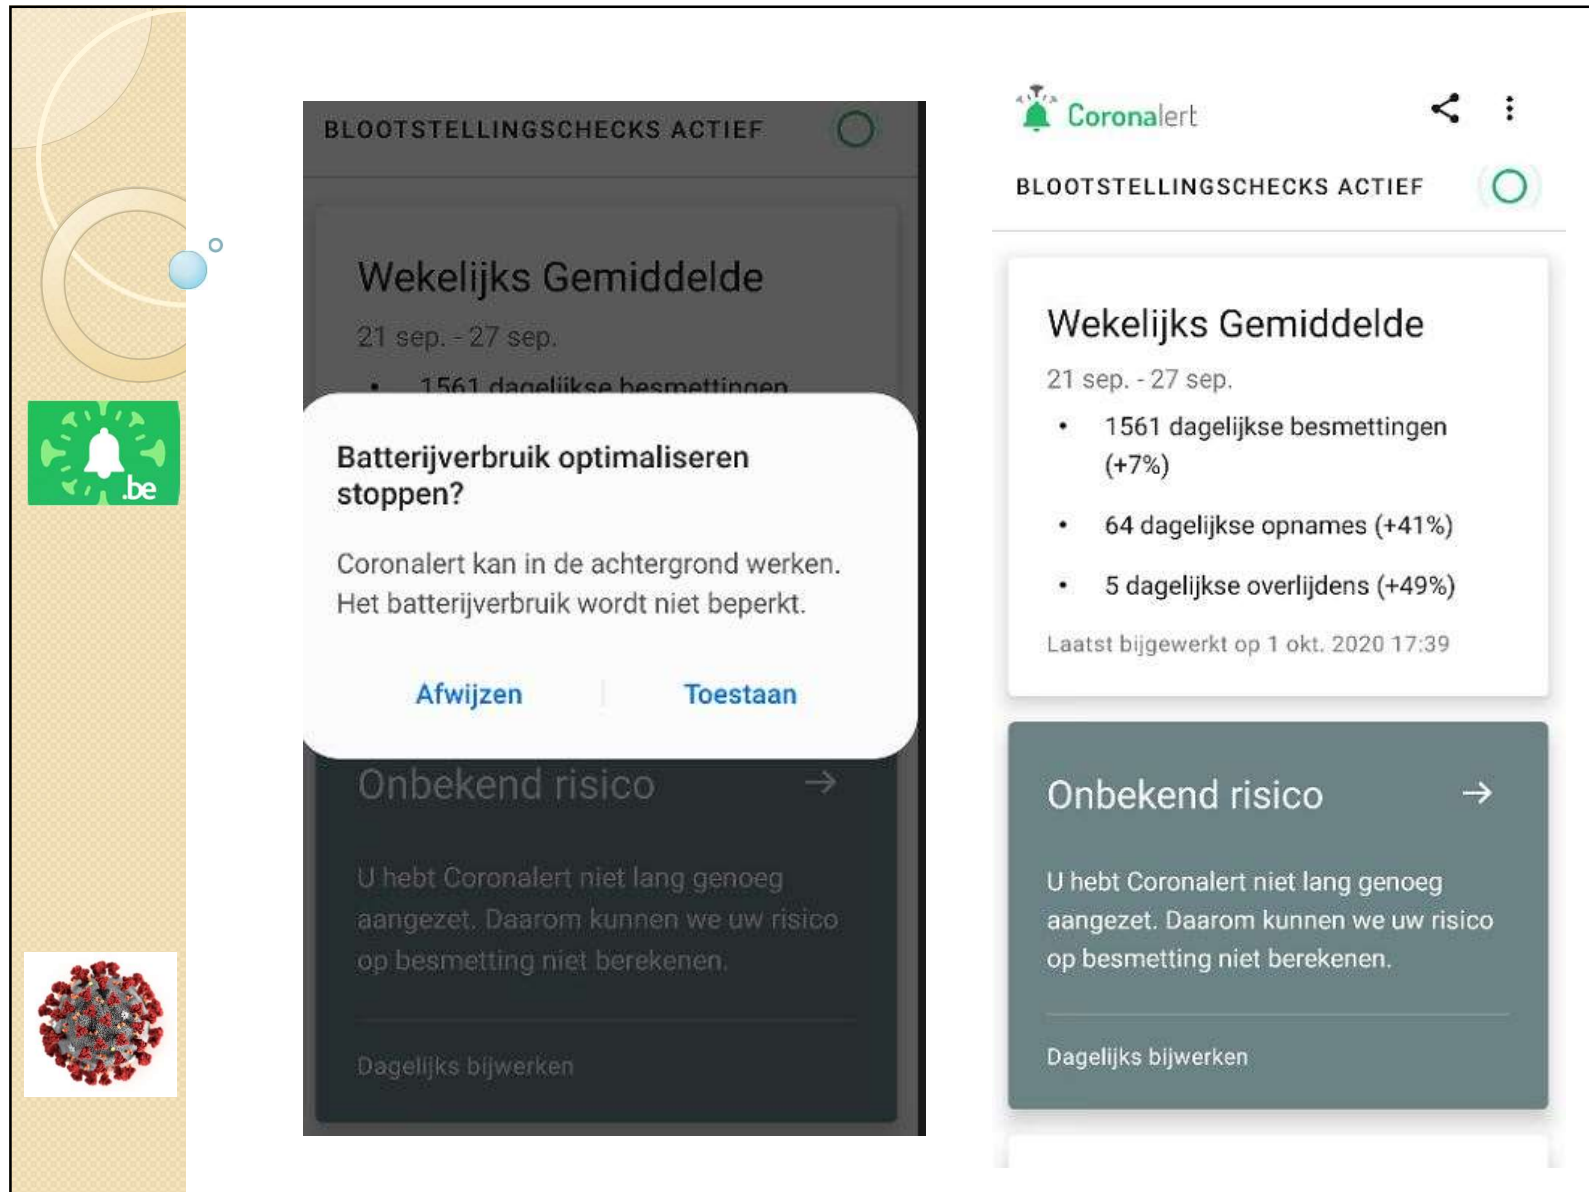 .be
BLOOTSTELLINGSCHECKS ACTIEF
Wekelijks Gemiddelde
21 sep. - 27 sep.
• 1561 dagelijkse besmettingen
Batterijverbruik optimaliseren
stoppen?
Coronalert kan in de achtergrond werken.
Het batterijverbruik wordt niet beperkt.
Afwijzen
Toestaan
Onbekend risico
U hebt Coronalert niet lang genoeg
aangezet. Daarom kunnen we uw risico
op besmetting niet berekenen.
Dagelijks bijwerken
Coronalert
BLOOTSTELLINGSCHECKS ACTIEF
Wekelijks Gemiddelde
21 sep. - 27 sep.
• 1561 dagelijkse besmettingen
(+7%)
• 64 dagelijkse opnames (+41%)
• 5 dagelijkse overlijdens (+49%)
Laatst bijgewerkt op 1 okt. 2020 17:39
Onbekend risico
U hebt Coronalert niet lang genoeg
aangezet. Daarom kunnen we uw risico
op besmetting niet berekenen.
Dagelijks bijwerken